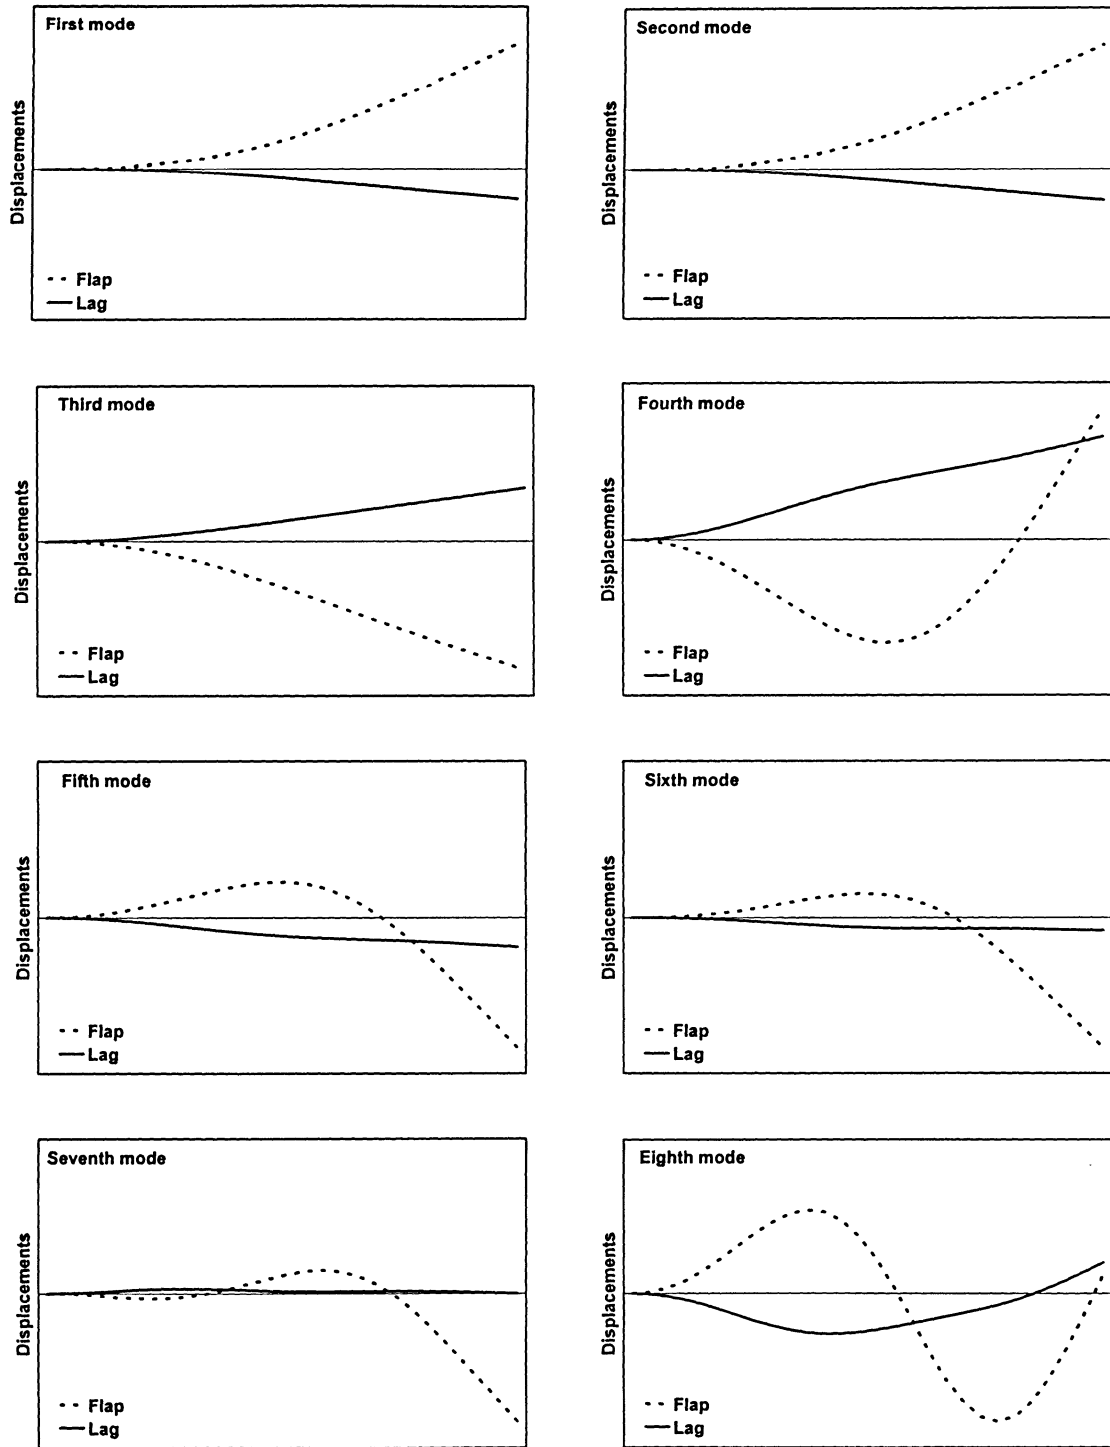 First mode
Displacements
Flap
Lag
Second mode
Displacements
Flap
Lag
Third mode
Displacements
Flap
Lag
Fourth mode
Displacements
Flap
Lag
Fifth mode
Displacements
Flap
Lag
Sixth mode
Displacements
Flap
Lag
Seventh mode
Displacements
Flap
Lag
Eighth mode
Displacements
Flap
Lag